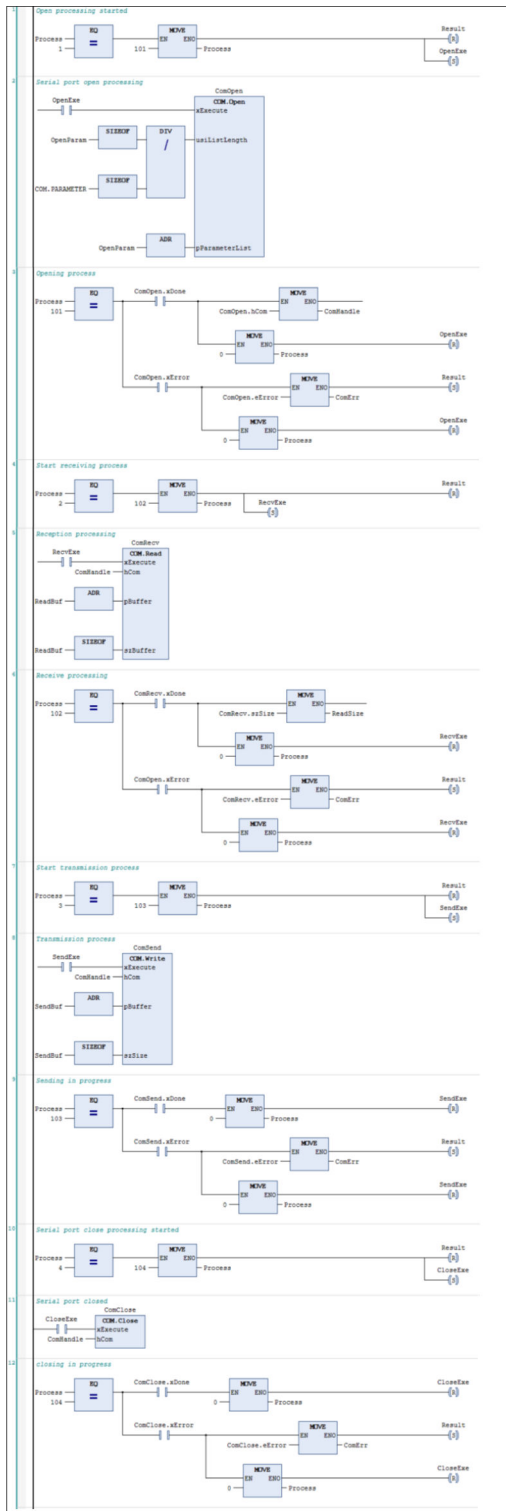 1
Open processing started
EQ
MOVE
Result
Process
=
EN ENO
(R)
1
101
Process
OpenExe
(S)
2
Serial port open processing
ComOpen
OpenExe
COM.Open
xExecute
SIZEOF
DIV
OpenParam
/
usiListLength
SIZEOF
COM.PARAMETER
ADR
OpenParam
pParameterList
3
Opening process
EQ
ComOpen.xDone
MOVE
Process
=
EN ENO
101
ComOpen.hCom
ComHandle
MOVE
OpenExe
EN ENO
(R)
0
Process
ComOpen.xError
MOVE
Result
EN ENO
(S)
ComOpen.eError
ComErr
MOVE
OpenExe
EN ENO
(R)
0
Process
4
Start receiving process
EQ
MOVE
Result
Process
=
EN ENO
(R)
2
102
Process
RecvExe
(S)
5
Reception processing
ComRecv
RecvExe
COM.Read
xExecute
ComHandle
hCom
ADR
ReadBuf
pBuffer
SIZEOF
ReadBuf
szBuffer
6
Receive processing
EQ
ComRecv.xDone
MOVE
Process
=
EN ENO
102
ComRecv.szSize
ReadSize
MOVE
RecvExe
EN ENO
(R)
0
Process
ComOpen.xError
MOVE
Result
EN ENO
(S)
ComRecv.eError
ComErr
MOVE
RecvExe
EN ENO
(R)
0
Process
7
Start transmission process
EQ
MOVE
Result
Process
=
EN ENO
(R)
3
103
Process
SendExe
(S)
8
Transmission process
ComSend
SendExe
COM.Write
xExecute
ComHandle
hCom
ADR
SendBuf
pBuffer
SIZEOF
SendBuf
szSize
9
Sending in progress
EQ
ComSend.xDone
MOVE
SendExe
Process
=
EN ENO
(R)
103
0
Process
ComSend.xError
MOVE
Result
EN ENO
(S)
ComSend.eError
ComErr
MOVE
SendExe
EN ENO
(R)
0
Process
10
Serial port close processing started
EQ
MOVE
Result
Process
=
EN ENO
(R)
4
104
Process
CloseExe
(S)
11
Serial port closed
ComClose
CloseExe
COM.Close
xExecute
ComHandle
hCom
12
closing in progress
EQ
ComClose.xDone
MOVE
CloseExe
Process
=
EN ENO
(R)
104
0
Process
ComClose.xError
MOVE
Result
EN ENO
(S)
ComClose.eError
ComErr
MOVE
CloseExe
EN ENO
(R)
0
Process